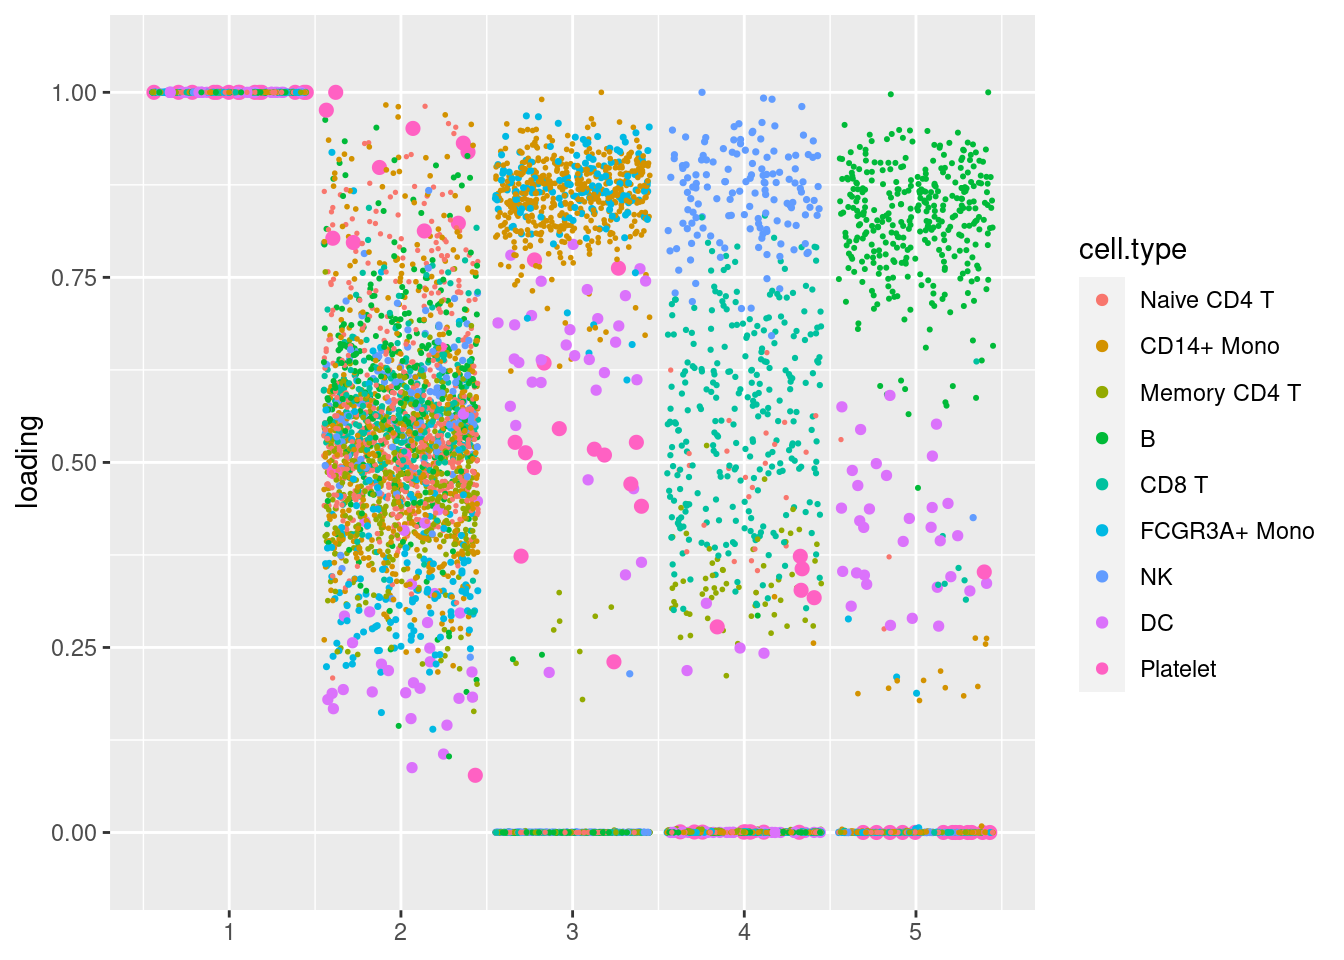 1.00
0.75
0.50
0.25
0.00
loading
1 2 3 4 5
cell.type
Naive CD4 T
CD14+ Mono
Memory CD4 T
B
CD8 T
FCGR3A+ Mono
NK
DC
Platelet